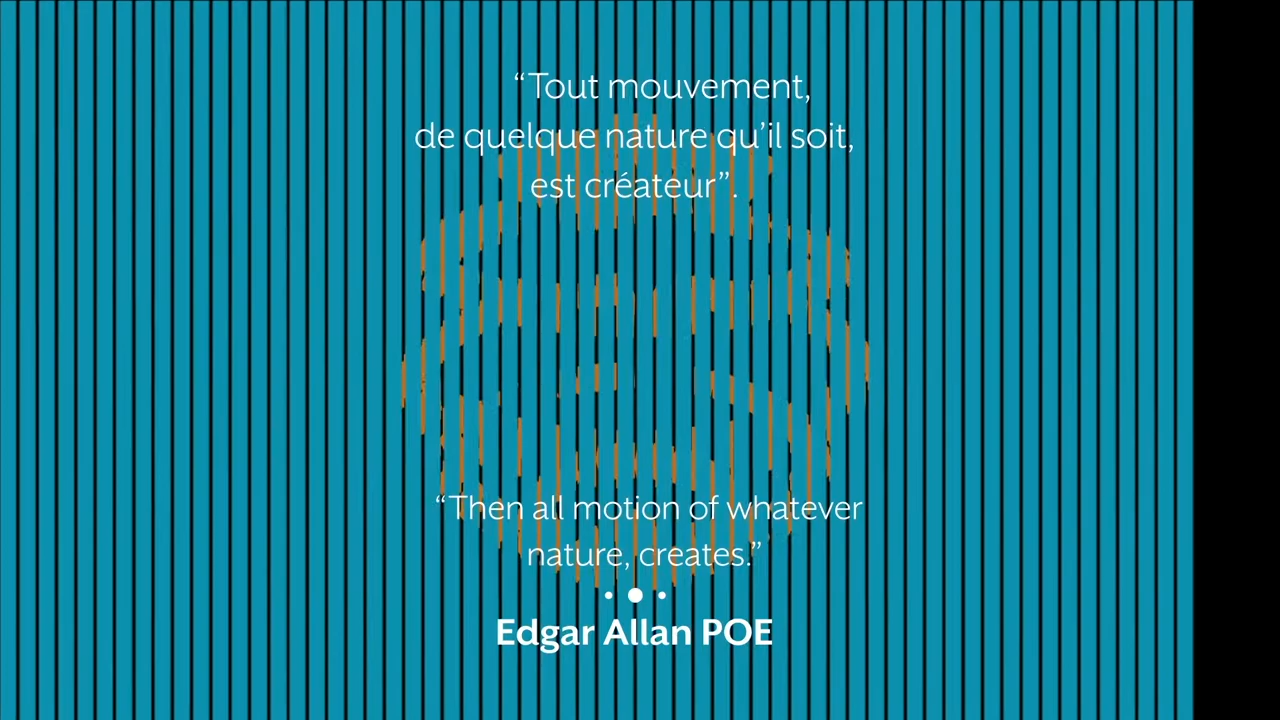 “Tout mouvement,
de quelque nature qu’il soit,
est créateur”.
“Then all motion of whatever
nature, creates.”
Edgar Allan POE